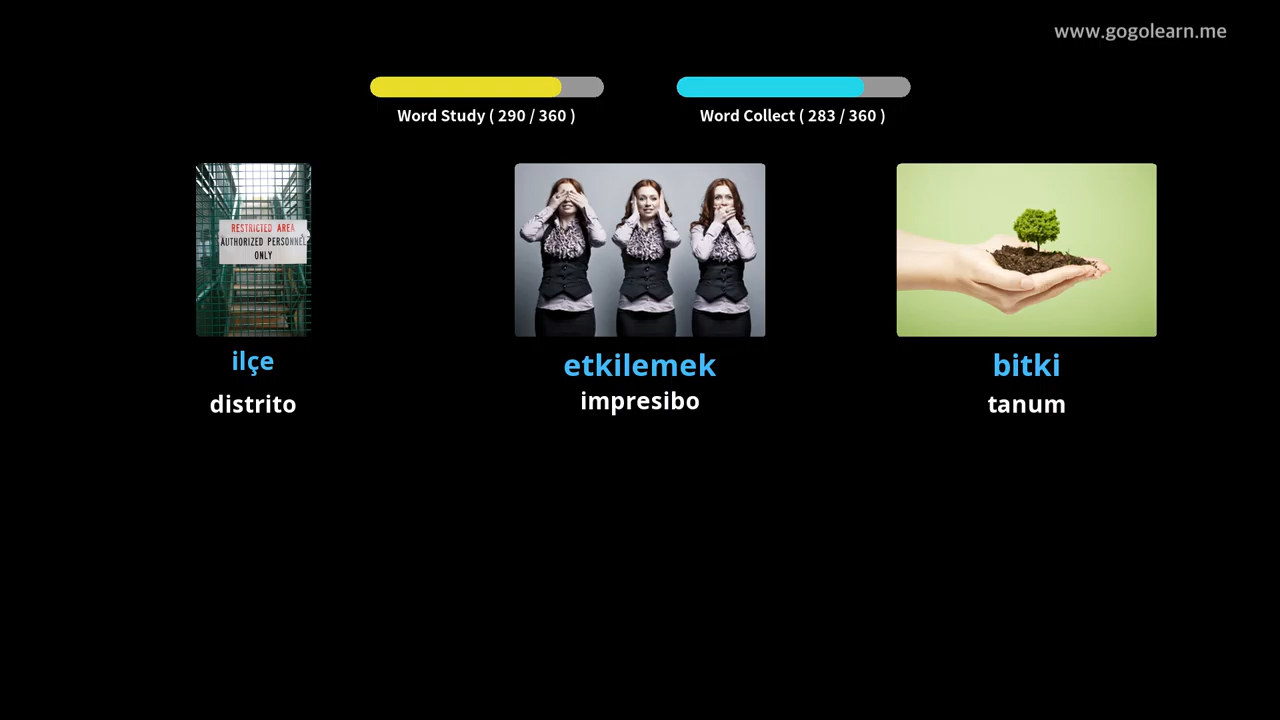 www.gogolearn.me
Word Study ( 290 / 360 )
Word Collect ( 283 / 360 )
RESTRICTED AREA
AUTHORIZED PERSONNEL
ONLY
ilçe
distrito
etkilemek
impresibo
bitki
tanum